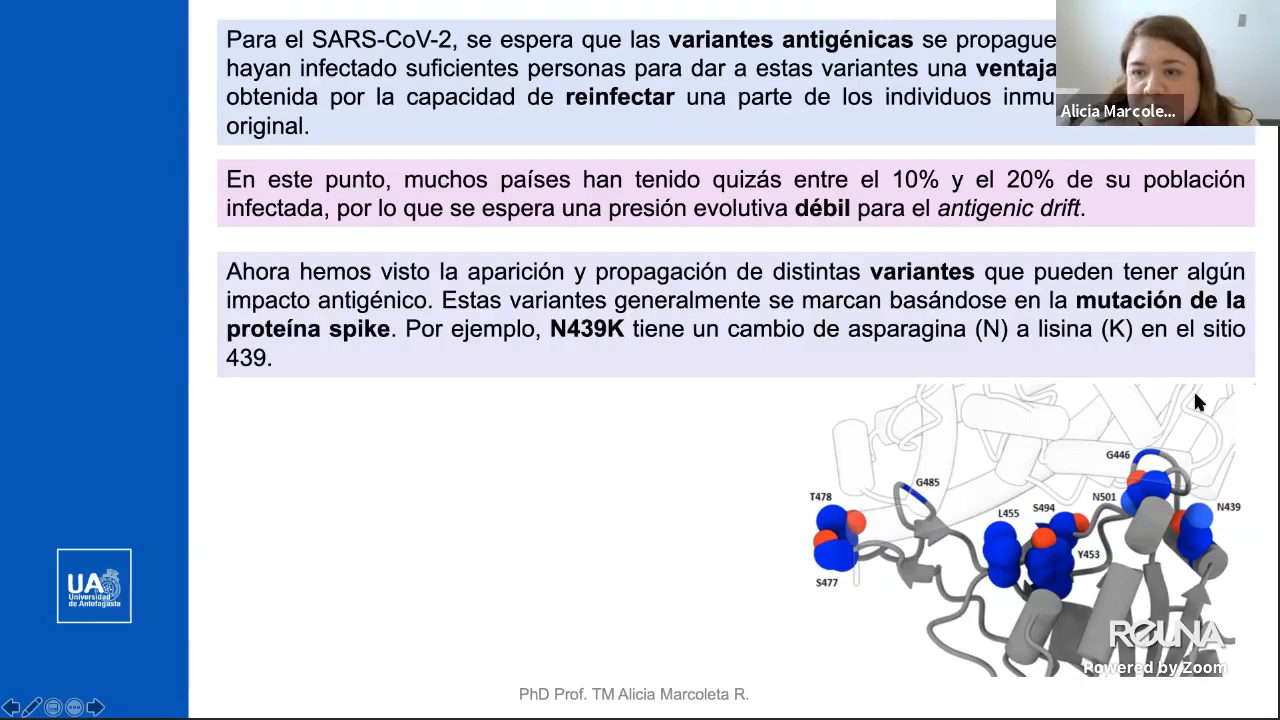 Para el SARS-CoV-2, se espera que las variantes antigénicas se propague
hayan infectado suficientes personas para dar a estas variantes una ventaja
obtenida por la capacidad de reinfectar una parte de los individuos inmu
original.
Alicia Marcole...
En este punto, muchos países han tenido quizás entre el 10% y el 20% de su población
infectada, por lo que se espera una presión evolutiva débil para el antigenic drift.
Ahora hemos visto la aparición y propagación de distintas variantes que pueden tener algún
impacto antigénico. Estas variantes generalmente se marcan basándose en la mutación de la
proteína spike. Por ejemplo, N439K tiene un cambio de asparagina (N) a lisina (K) en el sitio
439.
G446
G485
T478
N501
S494
L455
N439
Y453
S477
UA
Universidad
de Antofagasta
REUNA
Powered by Zoom
PhD Prof. TM Alicia Marcoleta R.